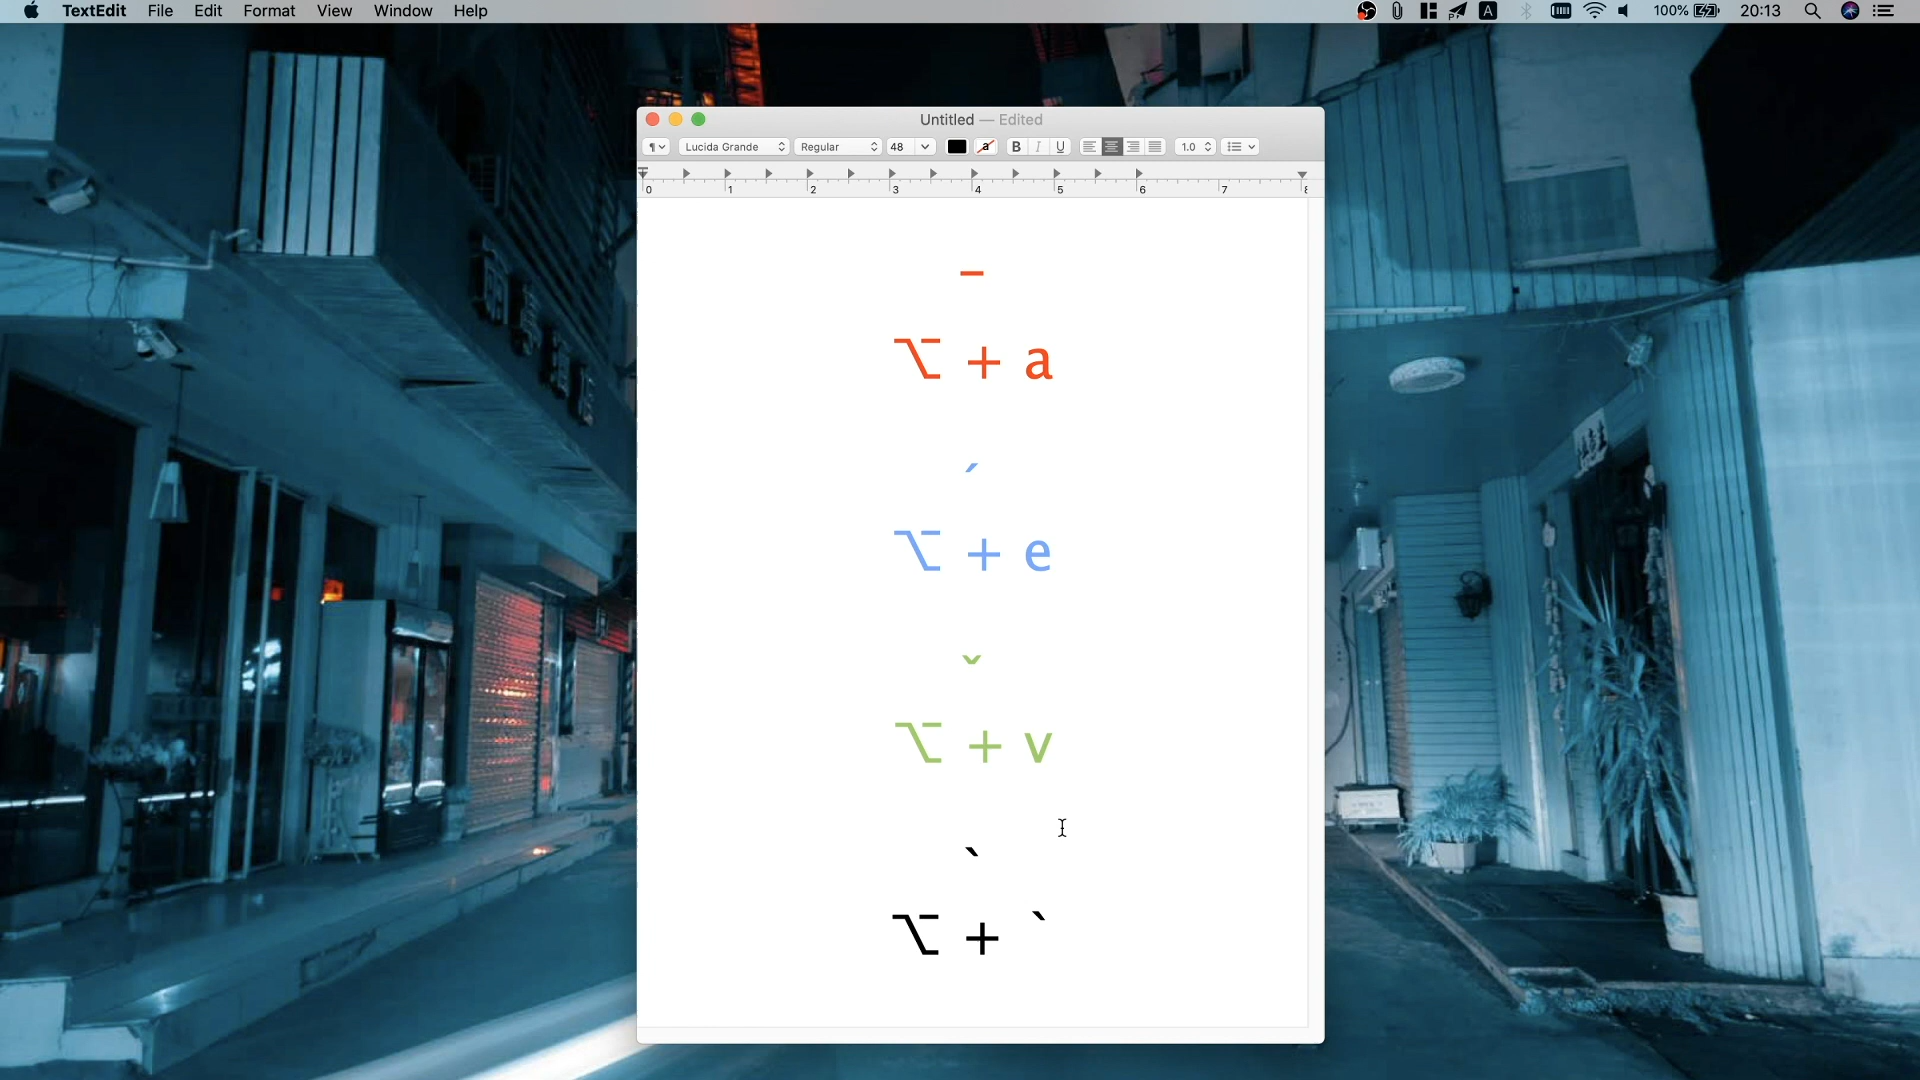 TextEdit File Edit Format View Window Help A 100% 20:13
Untitled — Edited
¶ Lucida Grande Regular 48 a B I U 1.0
0 1 2 3 4 5 6 7
ˉ
⌥ + a
ˊ
⌥ + e
ˇ
⌥ + v
ˋ
⌥ + `